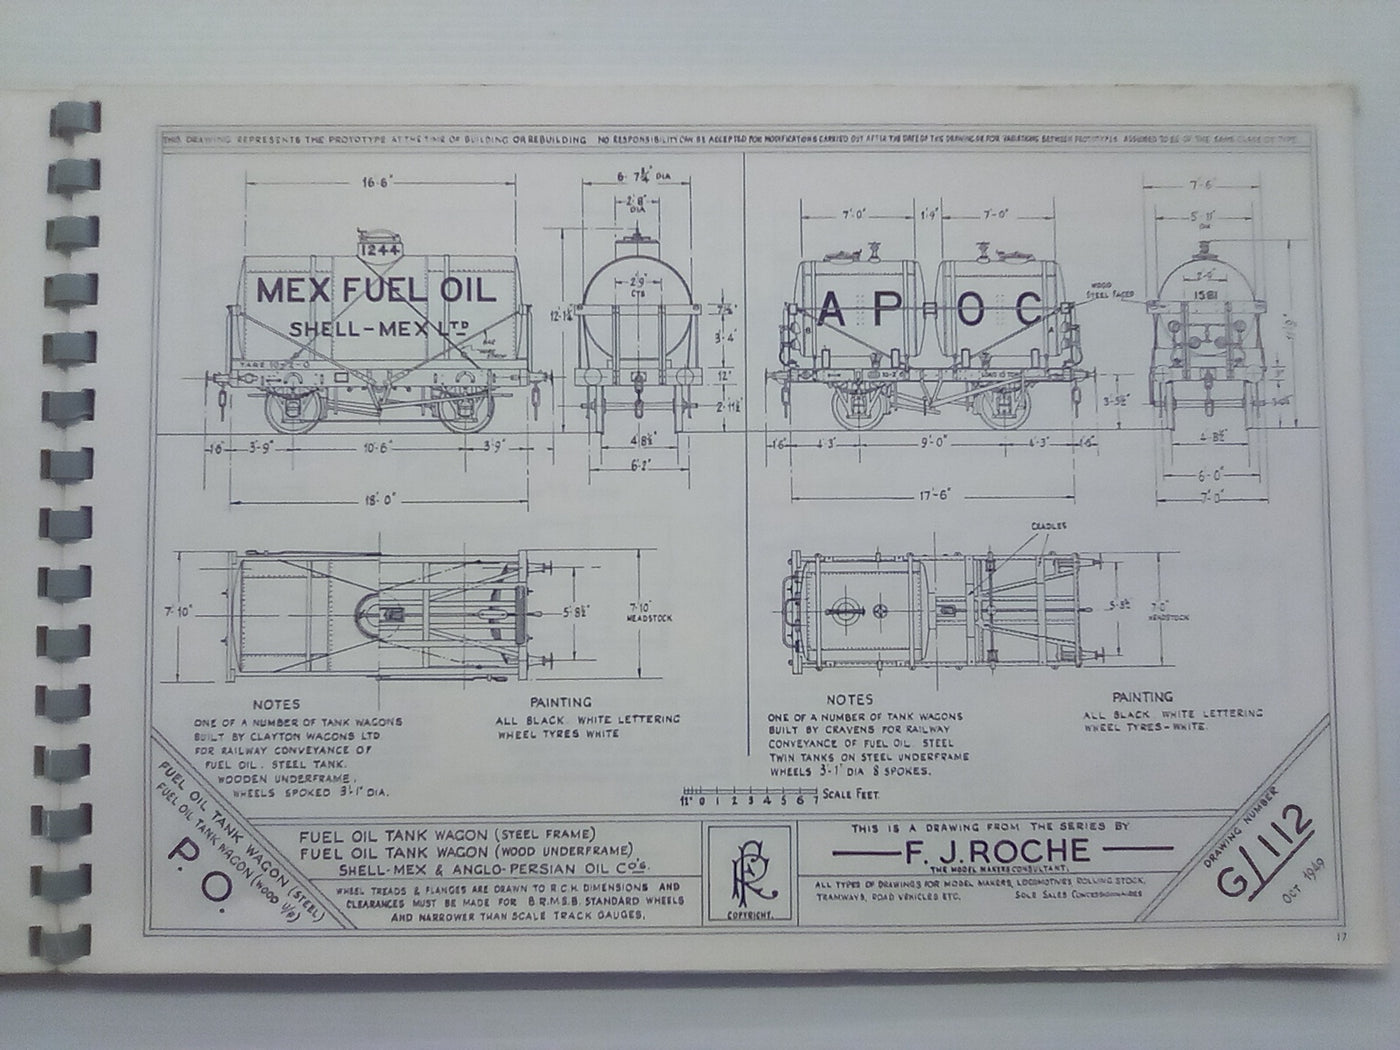 THIS DRAWING REPRESENTS THE PROTOTYPE AT THE TIME OF BUILDING OR REBUILDING NO RESPONSIBILITY CAN BE ACCEPTED FOR MODIFICATIONS CARRIED OUT AFTER THE DATE OF THIS DRAWING OR FOR VARIATIONS BETWEEN PROTOTYPES ASSUMED TO BE OF THE SAME CLASS OR TYPE
16'-6"
6'-7¼" DIA
2'-8" DIA
1244
MEX FUEL OIL
SHELL-MEX LTD
2'-9" CTS
3'-4"
12"
2'-11½"
1'6"
3'-9"
10'-6"
3'-9"
4'8½"
6'-2"
18'-0"
7'-0"
1'-9"
7'-0"
7'-6"
5'-11" DIA
A P O C
WOOD
STEEL FACED
1581
3'-5½"
1'6"
4'-3"
9'-0"
4'-3"
1'-6"
4'-8½"
6'-0"
7'-0"
17'-6"
7'-10"
5'-8½"
7'-10"
HEADSTOCK
CRADLES
7'-0"
HEADSTOCK
NOTES
ONE OF A NUMBER OF TANK WAGONS
BUILT BY CLAYTON WAGONS LTD
FOR RAILWAY CONVEYANCE OF
FUEL OIL. STEEL TANK.
WOODEN UNDERFRAME.
WHEELS SPOKED 3'-1" DIA.
PAINTING
ALL BLACK. WHITE LETTERING
WHEEL TYRES WHITE
NOTES
ONE OF A NUMBER OF TANK WAGONS
BUILT BY CRAVENS FOR RAILWAY
CONVEYANCE OF FUEL OIL. STEEL
TWIN TANKS ON STEEL UNDERFRAME
WHEELS 3'-1" DIA 8 SPOKES.
PAINTING
ALL BLACK. WHITE LETTERING
WHEEL TYRES-WHITE.
0 1 2 3 4 5 6 7 SCALE FEET.
FUEL OIL TANK WAGON (STEEL)
FUEL OIL TANK WAGON (WOOD U/F)
P.O.
FUEL OIL TANK WAGON (STEEL FRAME)
FUEL OIL TANK WAGON (WOOD UNDERFRAME)
SHELL-MEX & ANGLO-PERSIAN OIL CO'S.
WHEEL TREADS & FLANGES ARE DRAWN TO R.C.H. DIMENSIONS AND
CLEARANCES MUST BE MADE FOR B.R.M.S.B. STANDARD WHEELS
AND NARROWER THAN SCALE TRACK GAUGES.
COPYRIGHT.
THIS IS A DRAWING FROM THE SERIES BY
F. J. ROCHE
THE MODEL MAKERS CONSULTANT.
ALL TYPES OF DRAWINGS FOR MODEL MAKERS, LOCOMOTIVES ROLLING STOCK,
TRAMWAYS, ROAD VEHICLES ETC. SOLE SALES CONCESSIONAIRES
DRAWING NUMBER
G/112
OCT 1949
17